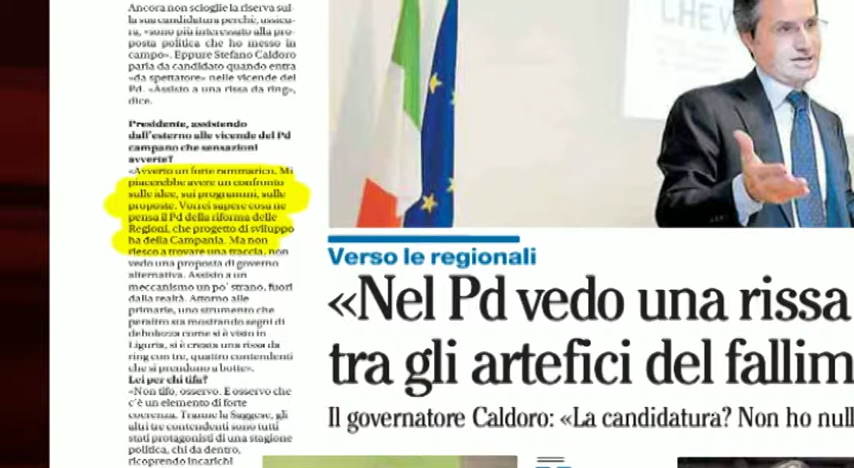 Ancora non scioglie la riserva sul-
la sua candidatura perché, assicu-
ra, «sono più interessato alla pro-
posta politica che ho messo in
campo». Eppure Stefano Caldoro
parla da candidato quando entra
«da spettatore» nelle vicende del
Pd. «Assisto a una rissa da ring»,
dice.
Presidente, assistendo
dall'esterno alle vicende del Pd
campano che sensazioni
avverte?
«Avverto un forte rammarico. Mi
piacerebbe avere un confronto
sulle idee, sui programmi, sulle
proposte. Vorrei sapere cosa ne
pensa il Pd della riforma delle
Regioni, che progetto di sviluppo
ha della Campania. Ma non
riesco a trovare una traccia, non
vedo una proposta di governo
alternativa. Assisto a un
meccanismo un po' strano, fuori
dalla realtà. Attorno alle
primarie, uno strumento che
peraltro sta mostrando segni di
debolezza come si è visto in
Liguria, si è creata una rissa da
ring con tre, quattro contendenti
che si prendono a botte».
Lei per chi tifa?
«Non tifo, osservo. E osservo che
c'è un elemento di forte
coerenza. Tranne la Saggese, gli
altri tre contendenti sono tutti
stati protagonisti di una stagione
politica, chi da dentro,
ricoprendo incarichi
CHE V
Verso le regionali
«Nel Pd vedo una rissa
tra gli artefici del fallim
Il governatore Caldoro: «La candidatura? Non ho null